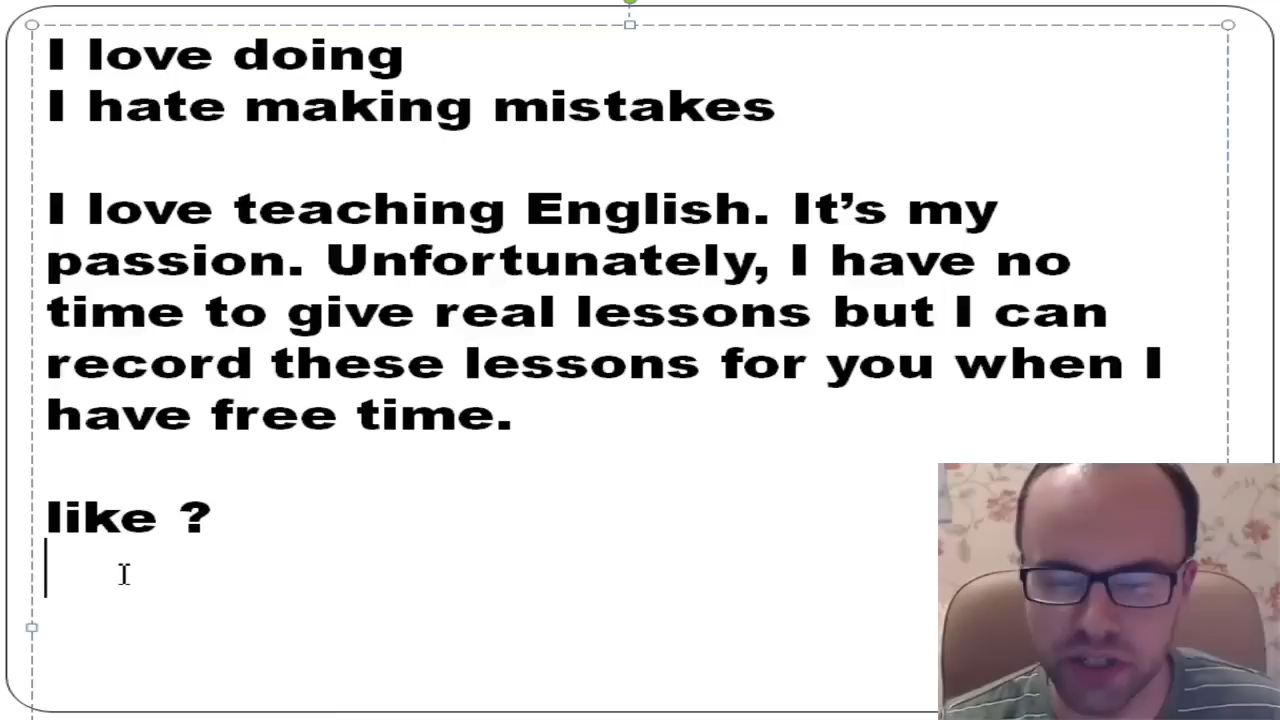 I love doing
I hate making mistakes
I love teaching English. It’s my
passion. Unfortunately, I have no
time to give real lessons but I can
record these lessons for you when I
have free time.
like ?